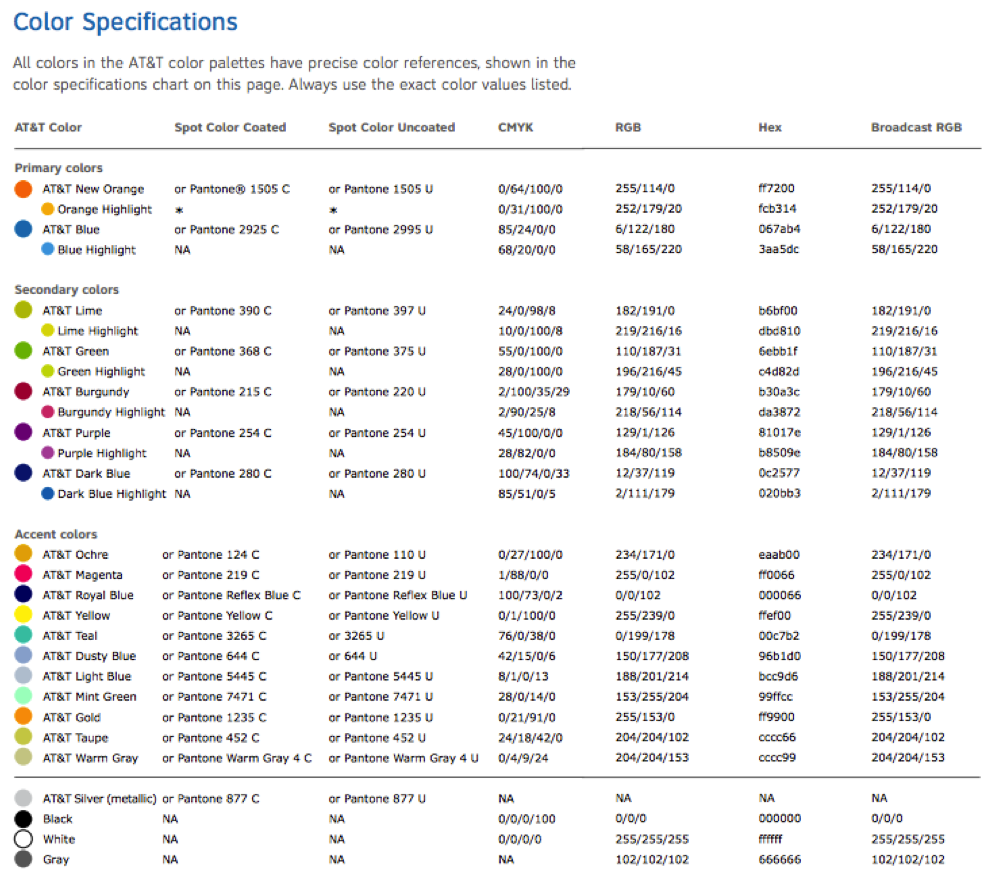 Color Specifications
All colors in the AT&T color palettes have precise color references, shown in the
color specifications chart on this page. Always use the exact color values listed.
AT&T Color Spot Color Coated Spot Color Uncoated CMYK RGB Hex Broadcast RGB
Primary colors
AT&T New Orange or Pantone® 1505 C or Pantone 1505 U 0/64/100/0 255/114/0 ff7200 255/114/0
Orange Highlight * * 0/31/100/0 252/179/20 fcb314 252/179/20
AT&T Blue or Pantone 2925 C or Pantone 2995 U 85/24/0/0 6/122/180 067ab4 6/122/180
Blue Highlight NA NA 68/20/0/0 58/165/220 3aa5dc 58/165/220
Secondary colors
AT&T Lime or Pantone 390 C or Pantone 397 U 24/0/98/8 182/191/0 b6bf00 182/191/0
Lime Highlight NA NA 10/0/100/8 219/216/16 dbd810 219/216/16
AT&T Green or Pantone 368 C or Pantone 375 U 55/0/100/0 110/187/31 6ebb1f 110/187/31
Green Highlight NA NA 28/0/100/0 196/216/45 c4d82d 196/216/45
AT&T Burgundy or Pantone 215 C or Pantone 220 U 2/100/35/29 179/10/60 b30a3c 179/10/60
Burgundy Highlight NA NA 2/90/25/8 218/56/114 da3872 218/56/114
AT&T Purple or Pantone 254 C or Pantone 254 U 45/100/0/0 129/1/126 81017e 129/1/126
Purple Highlight NA NA 28/82/0/0 184/80/158 b8509e 184/80/158
AT&T Dark Blue or Pantone 280 C or Pantone 280 U 100/74/0/33 12/37/119 0c2577 12/37/119
Dark Blue Highlight NA NA 85/51/0/5 2/111/179 020bb3 2/111/179
Accent colors
AT&T Ochre or Pantone 124 C or Pantone 110 U 0/27/100/0 234/171/0 eaab00 234/171/0
AT&T Magenta or Pantone 219 C or Pantone 219 U 1/88/0/0 255/0/102 ff0066 255/0/102
AT&T Royal Blue or Pantone Reflex Blue C or Pantone Reflex Blue U 100/73/0/2 0/0/102 000066 0/0/102
AT&T Yellow or Pantone Yellow C or Pantone Yellow U 0/1/100/0 255/239/0 ffef00 255/239/0
AT&T Teal or Pantone 3265 C or 3265 U 76/0/38/0 0/199/178 00c7b2 0/199/178
AT&T Dusty Blue or Pantone 644 C or 644 U 42/15/0/6 150/177/208 96b1d0 150/177/208
AT&T Light Blue or Pantone 5445 C or Pantone 5445 U 8/1/0/13 188/201/214 bcc9d6 188/201/214
AT&T Mint Green or Pantone 7471 C or Pantone 7471 U 28/0/14/0 153/255/204 99ffcc 153/255/204
AT&T Gold or Pantone 1235 C or Pantone 1235 U 0/21/91/0 255/153/0 ff9900 255/153/0
AT&T Taupe or Pantone 452 C or Pantone 452 U 24/18/42/0 204/204/102 cccc66 204/204/102
AT&T Warm Gray or Pantone Warm Gray 4 C or Pantone Warm Gray 4 U 0/4/9/24 204/204/153 cccc99 204/204/153
AT&T Silver (metallic) or Pantone 877 C or Pantone 877 U NA NA NA NA
Black NA NA 0/0/0/100 0/0/0 000000 0/0/0
White NA NA 0/0/0/0 255/255/255 ffffff 255/255/255
Gray NA NA NA 102/102/102 666666 102/102/102